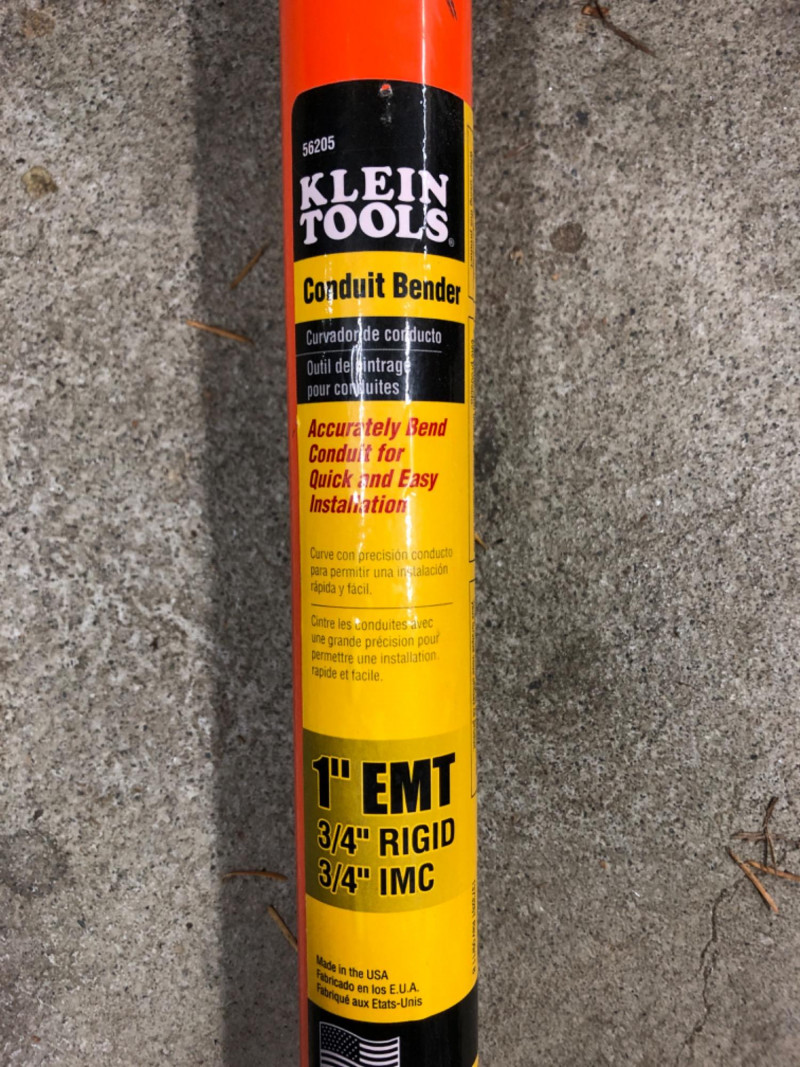 56205
KLEIN
TOOLS®
Conduit Bender
Curvador de conducto
Outil de cintrage
pour conduites
Accurately Bend
Conduit for
Quick and Easy
Installation
Curve con precisión conducto
para permitir una instalación
rápida y fácil.
Cintre les conduites avec
une grande précision pour
permettre une installation
rapide et facile.
1" EMT
3/4" RIGID
3/4" IMC
Made in the USA
Fabricado en los E.U.A.
Fabriqué aux Etats-Unis